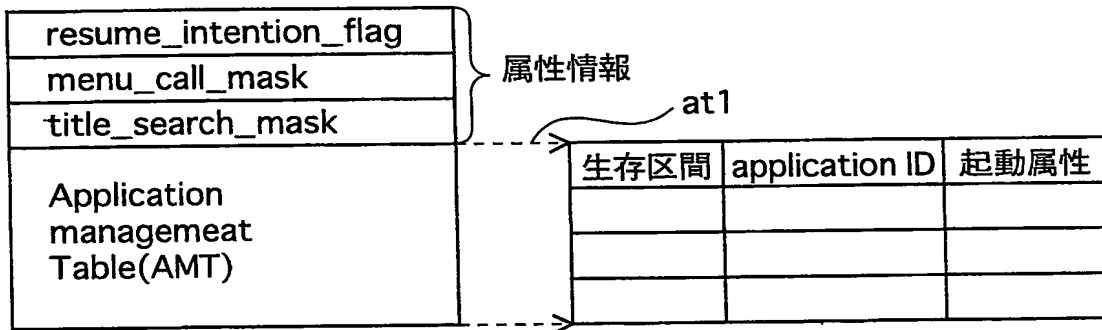 resume_intention_flag
menu_call_mask
title_search_mask
属性情報
at1
Application
managemeat
Table(AMT)
生存区間 application ID 起動属性